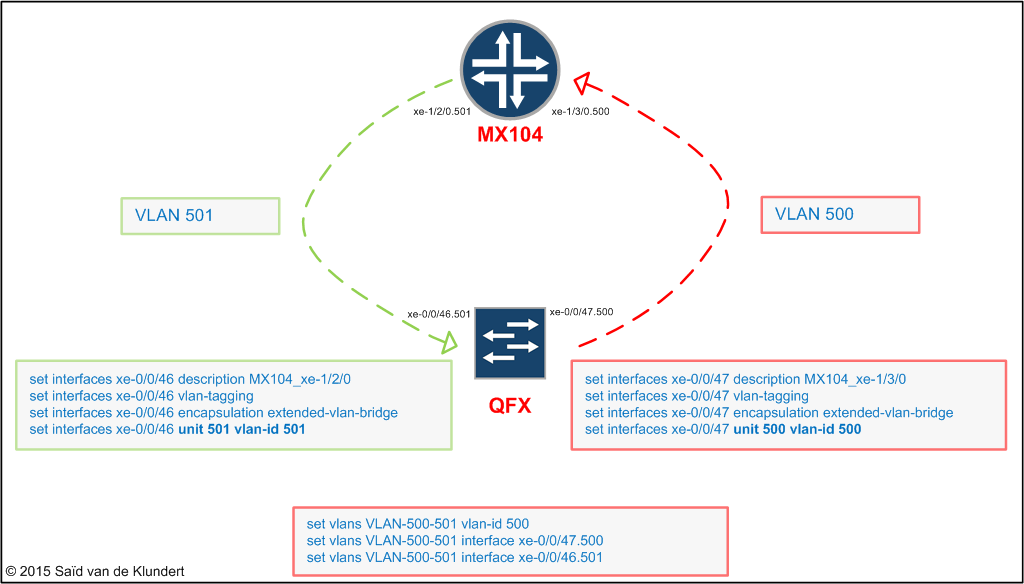 xe-1/2/0.501
xe-1/3/0.500
MX104
VLAN 501
VLAN 500
xe-0/0/46.501
xe-0/0/47.500
QFX
set interfaces xe-0/0/46 description MX104_xe-1/2/0
set interfaces xe-0/0/46 vlan-tagging
set interfaces xe-0/0/46 encapsulation extended-vlan-bridge
set interfaces xe-0/0/46 unit 501 vlan-id 501
set interfaces xe-0/0/47 description MX104_xe-1/3/0
set interfaces xe-0/0/47 vlan-tagging
set interfaces xe-0/0/47 encapsulation extended-vlan-bridge
set interfaces xe-0/0/47 unit 500 vlan-id 500
set vlans VLAN-500-501 vlan-id 500
set vlans VLAN-500-501 interface xe-0/0/47.500
set vlans VLAN-500-501 interface xe-0/0/46.501
© 2015 Saïd van de Klundert